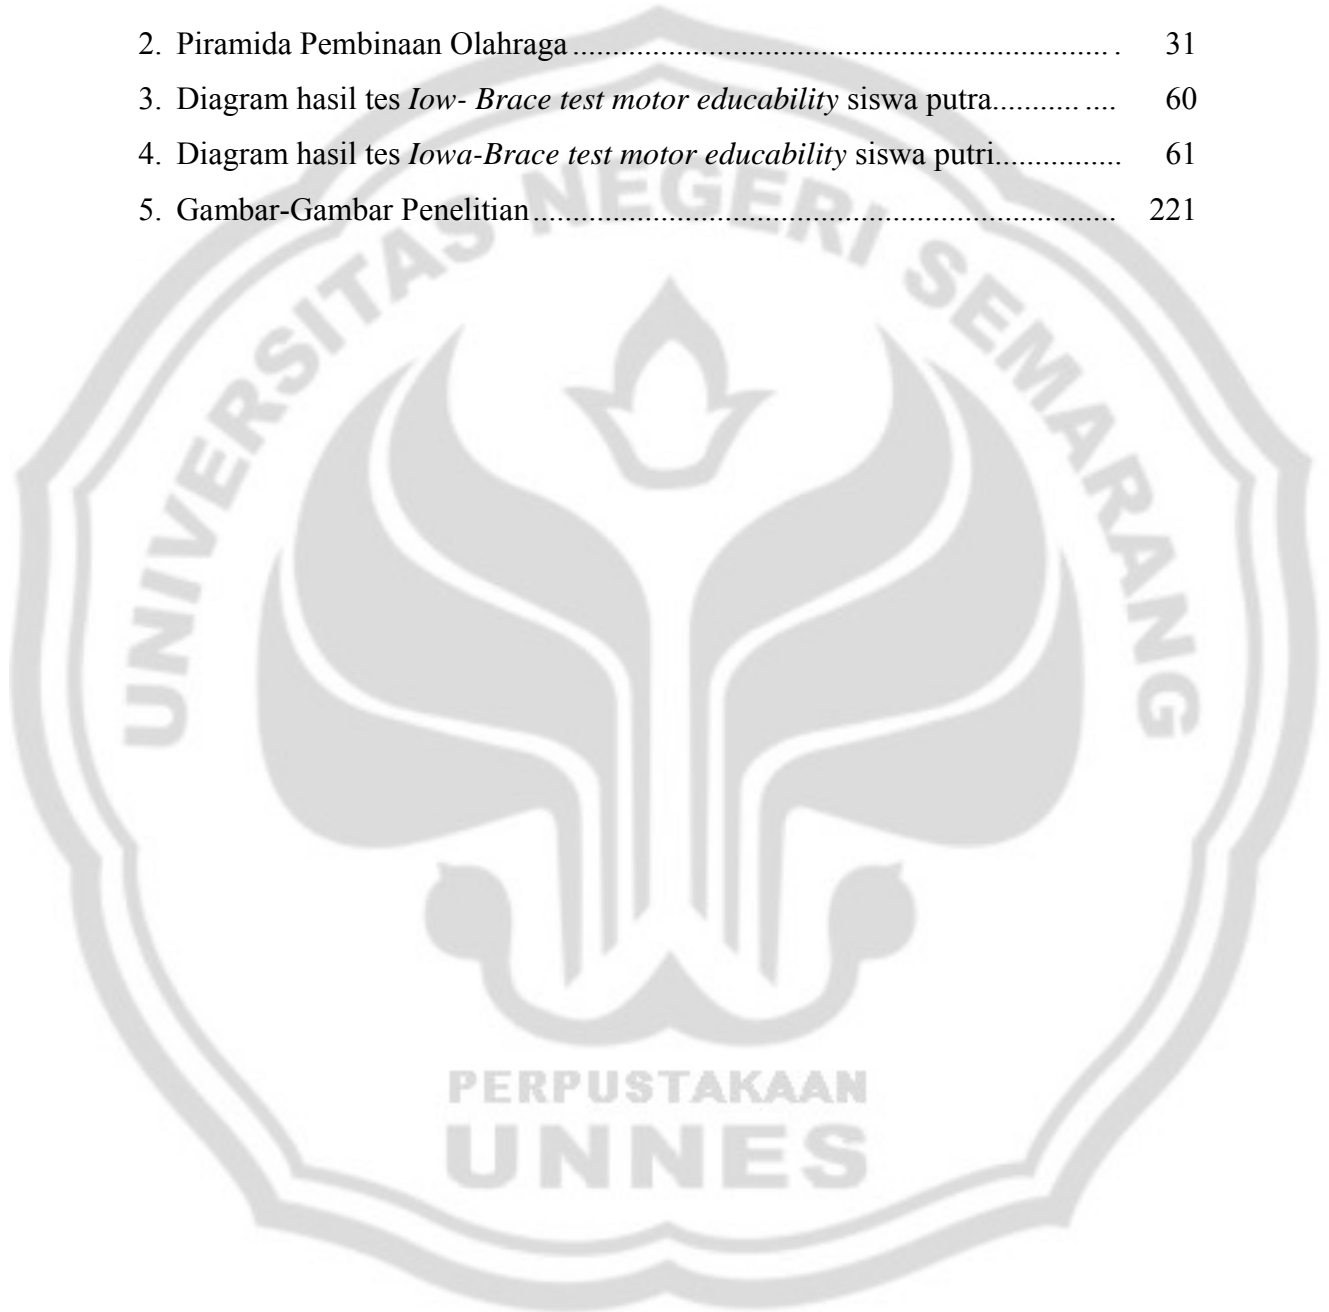 2. Piramida Pembinaan Olahraga.................................................................... . 31
3. Diagram hasil tes Iow- Brace test motor educability siswa putra........... .... 60
4. Diagram hasil tes Iowa-Brace test motor educability siswa putri............... 61
5. Gambar-Gambar Penelitian.......................................................................... 221
UNIVERSITAS NEGERI SEMARANG
PERPUSTAKAAN
UNNES